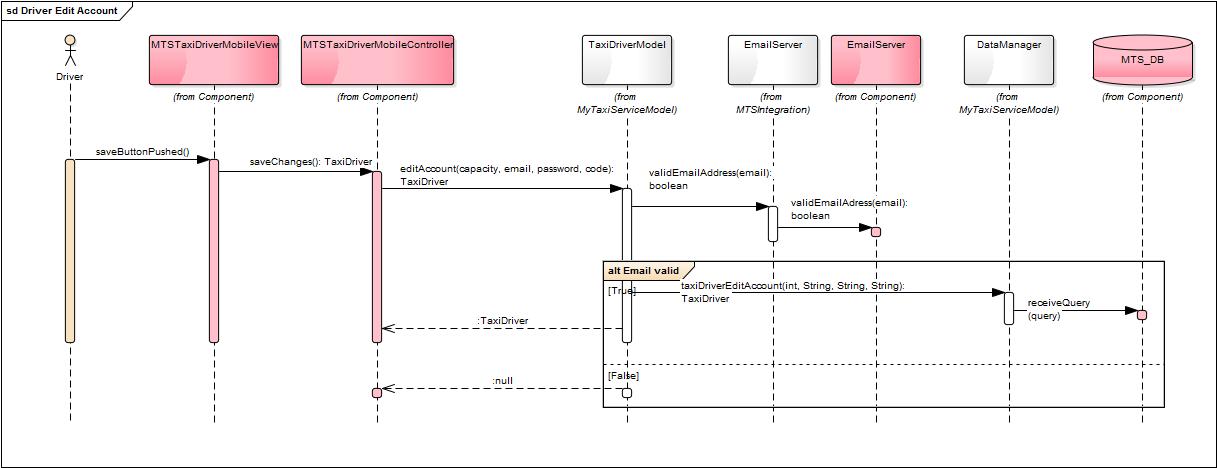 sd Driver Edit Account
Driver
MTSTaxiDriverMobileView
(from Component)
MTSTaxiDriverMobileController
(from Component)
TaxiDriverModel
(from
MyTaxiServiceModel)
EmailServer
(from
MTSIntegration)
EmailServer
(from Component)
DataManager
(from
MyTaxiServiceModel)
MTS_DB
(from Component)
saveButtonPushed()
saveChanges(): TaxiDriver
editAccount(capacity, email, password, code):
TaxiDriver
validEmailAddress(email):
boolean
validEmailAdress(email):
boolean
alt Email valid
[True]
taxiDriverEditAccount(int, String, String, String):
TaxiDriver
receiveQuery
(query)
:TaxiDriver
[False]
:null